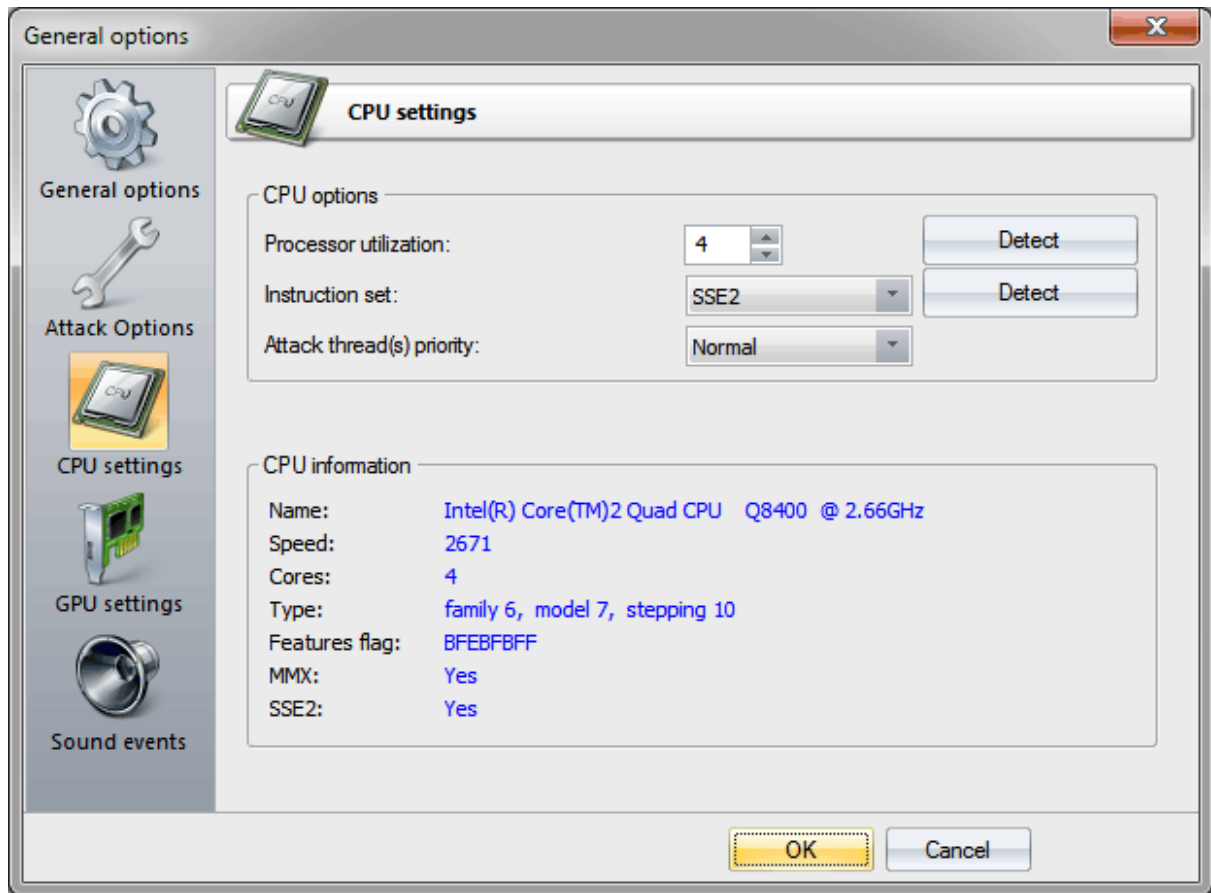 General options
General options
Attack Options
CPU
CPU settings
GPU settings
Sound events
CPU
CPU settings
CPU options
Processor utilization: 4 Detect
Instruction set: SSE2 Detect
Attack thread(s) priority: Normal
CPU information
Name: Intel(R) Core(TM)2 Quad CPU Q8400 @ 2.66GHz
Speed: 2671
Cores: 4
Type: family 6, model 7, stepping 10
Features flag: BFEBFBFF
MMX: Yes
SSE2: Yes
OK Cancel